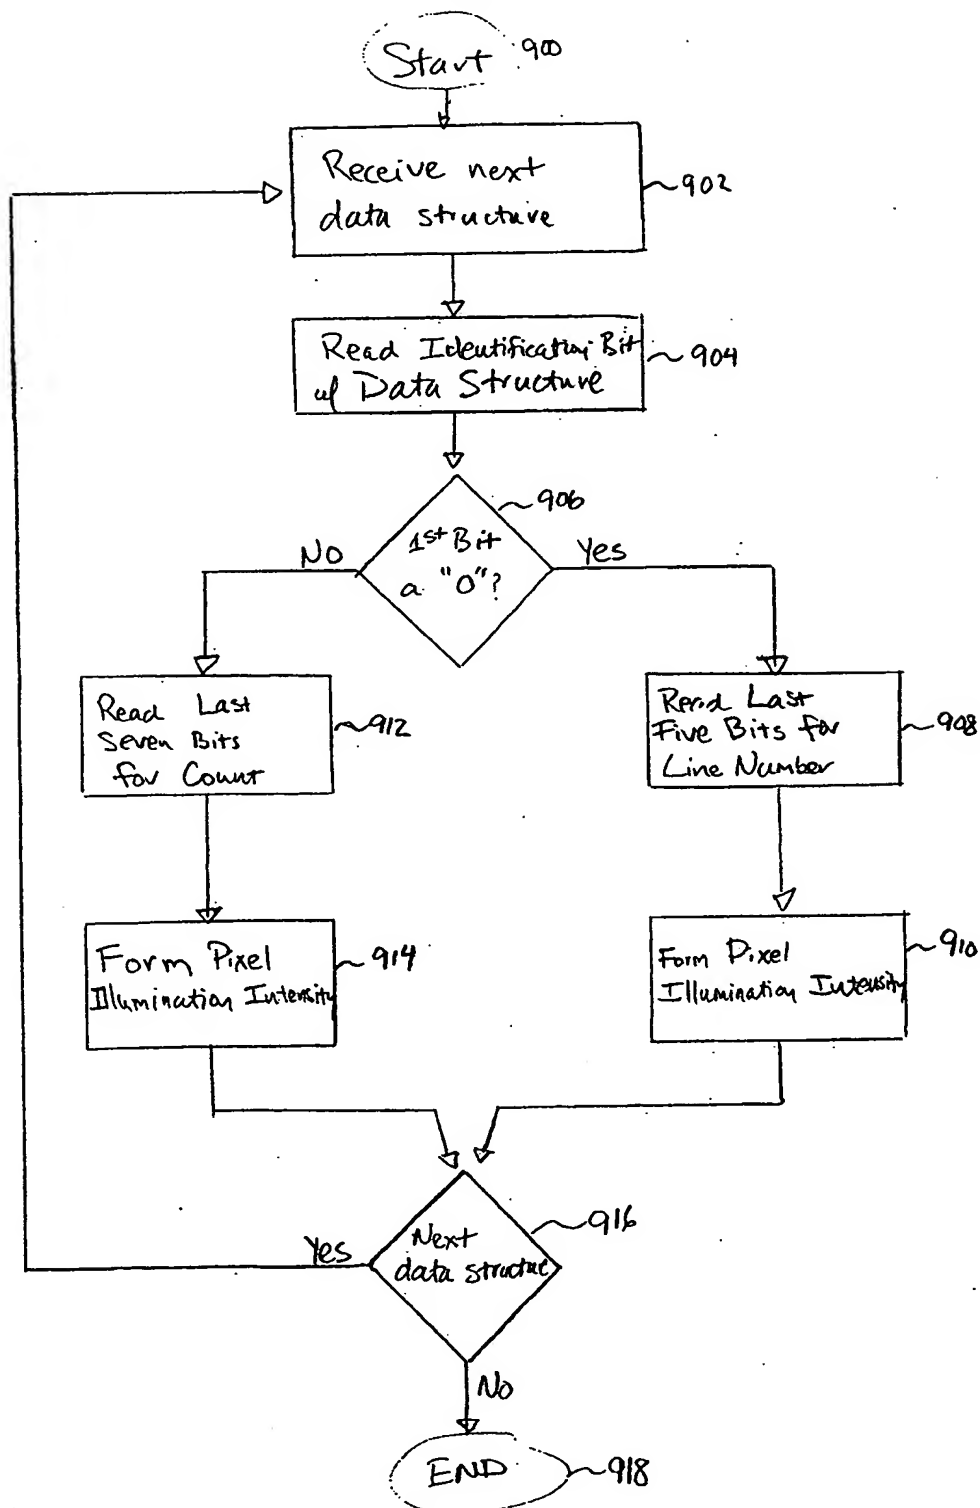 Start 900
Receive next
data structure
902
Read Identification Bit
w/ Data Structure
904
906
1st Bit
a "0"?
No
Yes
Read Last
Seven Bits
for Count
912
Read Last
Five Bits for
Line Number
908
Form Pixel
Illumination Intensity
914
Form Pixel
Illumination Intensity
910
Next
data structure
916
Yes
No
END
918